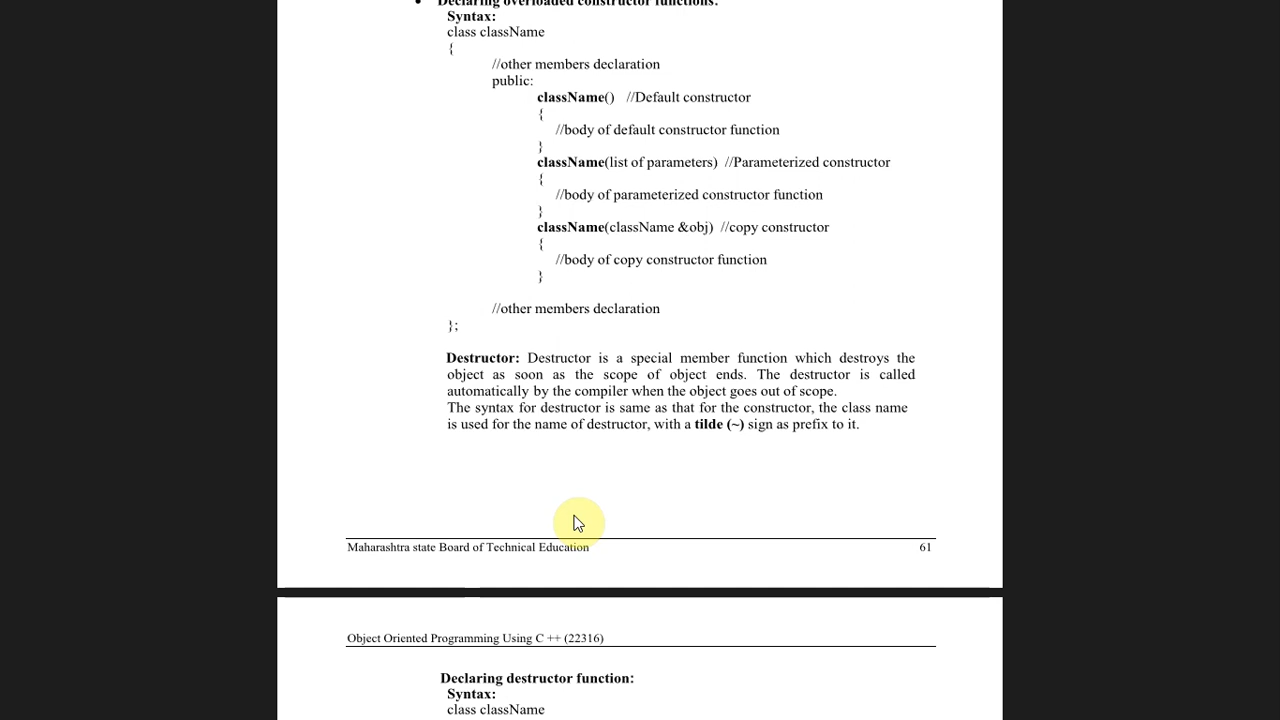 • Declaring overloaded constructor functions:
Syntax:
class className
{
//other members declaration
public:
className() //Default constructor
{
//body of default constructor function
}
className(list of parameters) //Parameterized constructor
{
//body of parameterized constructor function
}
className(className &obj) //copy constructor
{
//body of copy constructor function
}
//other members declaration
};
Destructor: Destructor is a special member function which destroys the
object as soon as the scope of object ends. The destructor is called
automatically by the compiler when the object goes out of scope.
The syntax for destructor is same as that for the constructor, the class name
is used for the name of destructor, with a tilde (~) sign as prefix to it.
Maharashtra state Board of Technical Education 61
Object Oriented Programming Using C ++ (22316)
Declaring destructor function:
Syntax:
class className